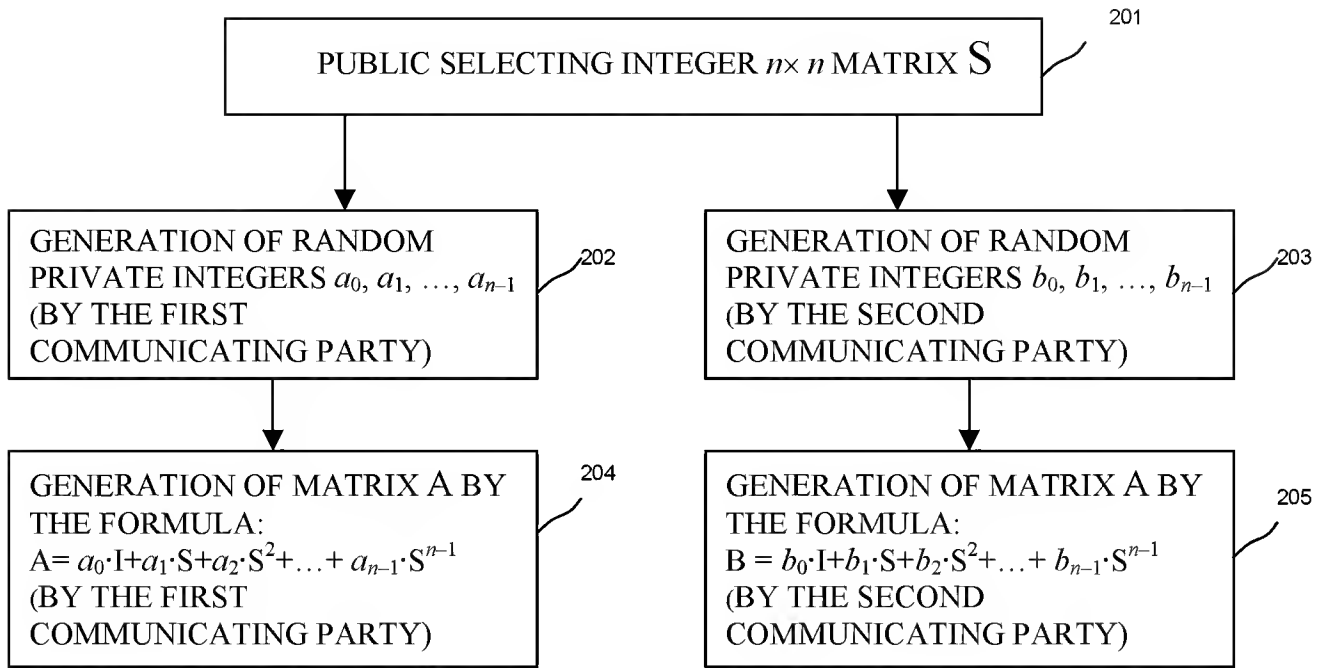 201
PUBLIC SELECTING INTEGER n× n MATRIX S
GENERATION OF RANDOM
PRIVATE INTEGERS a₀, a₁, …, aₙ₋₁
(BY THE FIRST
COMMUNICATING PARTY)
202
GENERATION OF RANDOM
PRIVATE INTEGERS b₀, b₁, …, bₙ₋₁
(BY THE SECOND
COMMUNICATING PARTY)
203
GENERATION OF MATRIX A BY
THE FORMULA:
A= a₀·I+a₁·S+a₂·S²+…+ aₙ₋₁·Sⁿ⁻¹
(BY THE FIRST
COMMUNICATING PARTY)
204
GENERATION OF MATRIX A BY
THE FORMULA:
B = b₀·I+b₁·S+b₂·S²+…+ bₙ₋₁·Sⁿ⁻¹
(BY THE SECOND
COMMUNICATING PARTY)
205